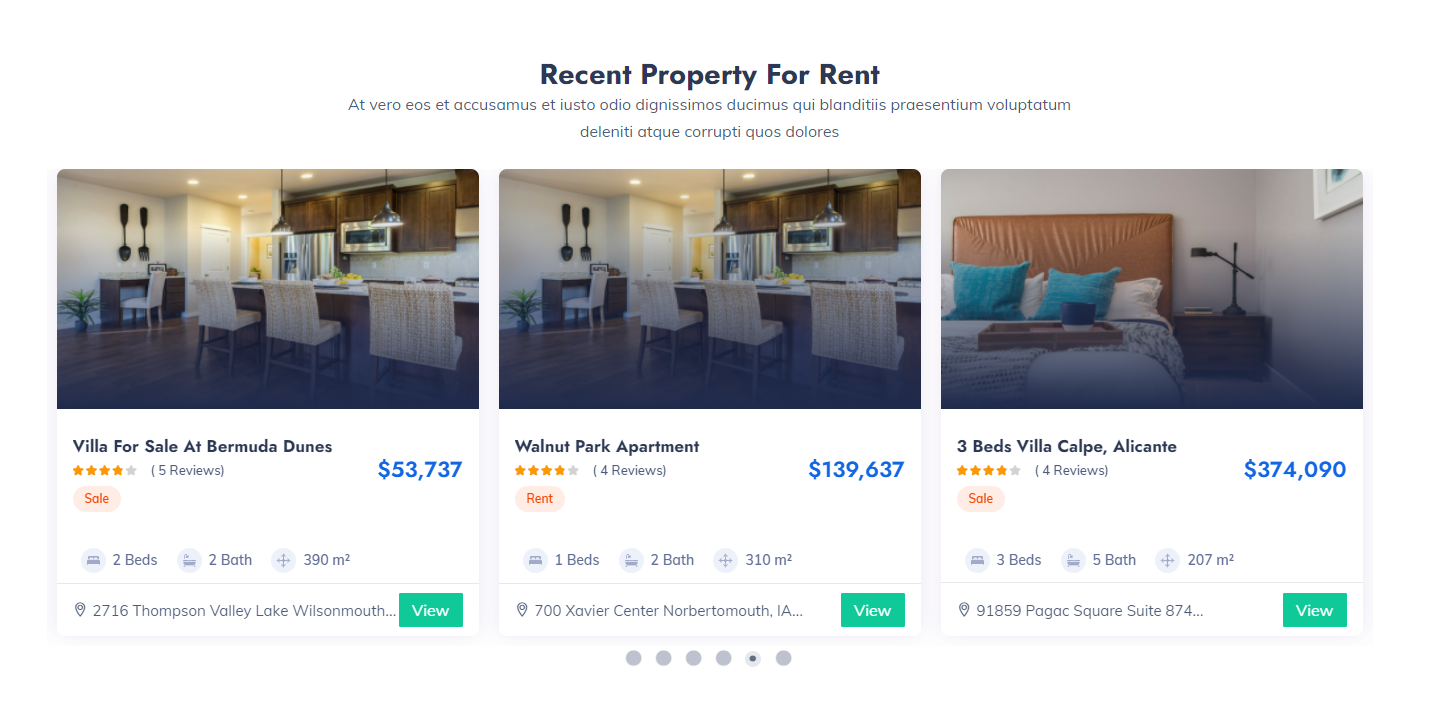 Recent Property For Rent
At vero eos et accusamus et iusto odio dignissimos ducimus qui blanditiis praesentium voluptatum
deleniti atque corrupti quos dolores
Villa For Sale At Bermuda Dunes
( 5 Reviews)
$53,737
Sale
2 Beds
2 Bath
390 m²
2716 Thompson Valley Lake Wilsonmouth...
View
Walnut Park Apartment
( 4 Reviews)
$139,637
Rent
1 Beds
2 Bath
310 m²
700 Xavier Center Norbertomouth, IA...
View
3 Beds Villa Calpe, Alicante
( 4 Reviews)
$374,090
Sale
3 Beds
5 Bath
207 m²
91859 Pagac Square Suite 874...
View